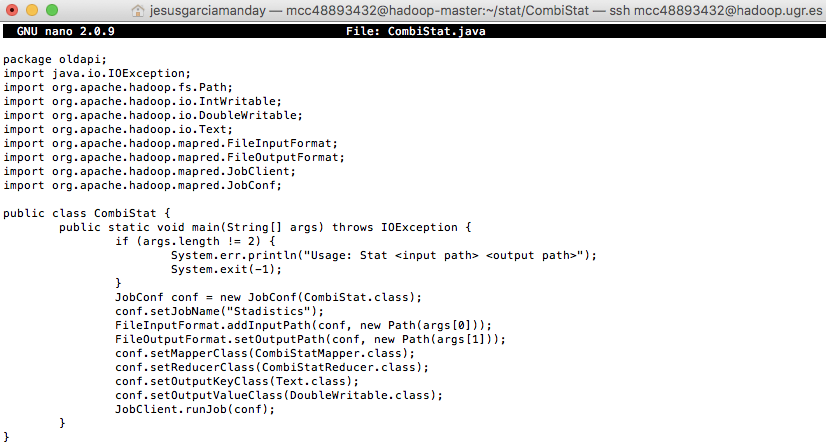 jesusgarciamanday — mcc48893432@hadoop-master:~/stat/CombiStat — ssh mcc48893432@hadoop.ugr.es
GNU nano 2.0.9 File: CombiStat.java
package oldapi;
import java.io.IOException;
import org.apache.hadoop.fs.Path;
import org.apache.hadoop.io.IntWritable;
import org.apache.hadoop.io.DoubleWritable;
import org.apache.hadoop.io.Text;
import org.apache.hadoop.mapred.FileInputFormat;
import org.apache.hadoop.mapred.FileOutputFormat;
import org.apache.hadoop.mapred.JobClient;
import org.apache.hadoop.mapred.JobConf;
public class CombiStat {
public static void main(String[] args) throws IOException {
if (args.length != 2) {
System.err.println("Usage: Stat <input path> <output path>");
System.exit(-1);
}
JobConf conf = new JobConf(CombiStat.class);
conf.setJobName("Stadistics");
FileInputFormat.addInputPath(conf, new Path(args[0]));
FileOutputFormat.setOutputPath(conf, new Path(args[1]));
conf.setMapperClass(CombiStatMapper.class);
conf.setReducerClass(CombiStatReducer.class);
conf.setOutputKeyClass(Text.class);
conf.setOutputValueClass(DoubleWritable.class);
JobClient.runJob(conf);
}
}